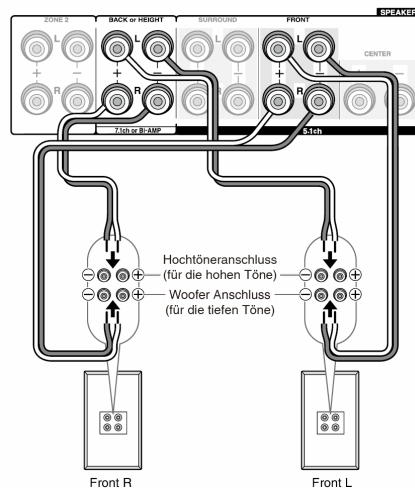 SPEAKER
ZONE 2
BACK or HEIGHT
SURROUND
FRONT
L
L
L
L
CENTER
+ − + − + − + −
R
R
R
R
7.1ch or Bi-AMP
5.1ch
Hochtöneranschluss
(für die hohen Töne)
− +
− +
Woofer Anschluss
(für die tiefen Töne)
− +
− +
Front R
Front L